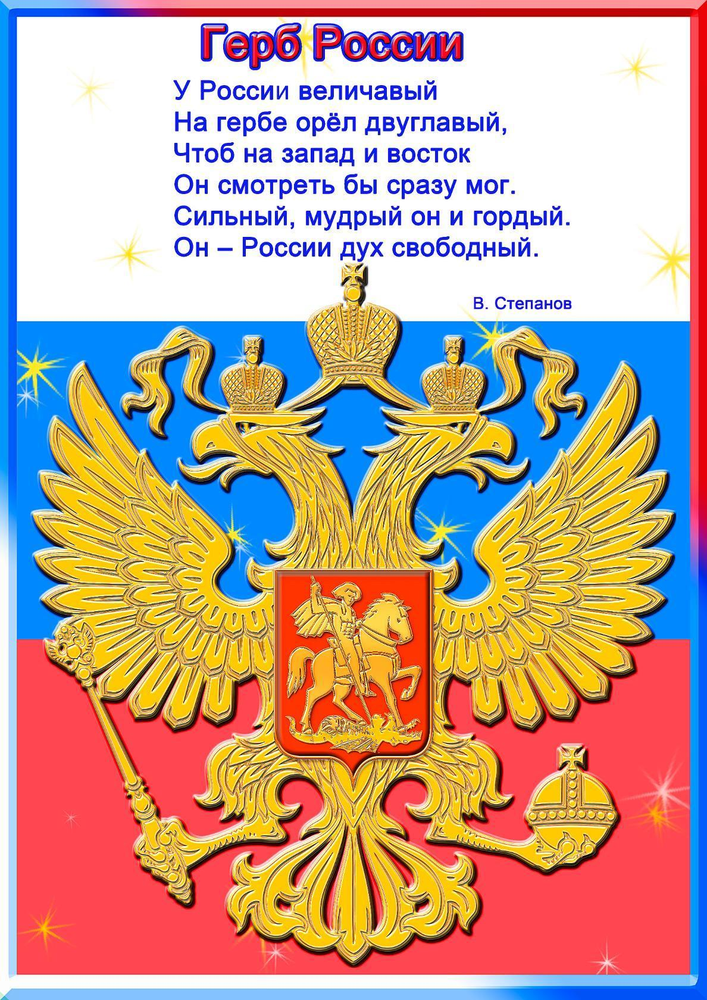 Герб России
У России величавый
На гербе орёл двуглавый,
Чтоб на запад и восток
Он смотреть бы сразу мог.
Сильный, мудрый он и гордый.
Он – России дух свободный.
В. Степанов